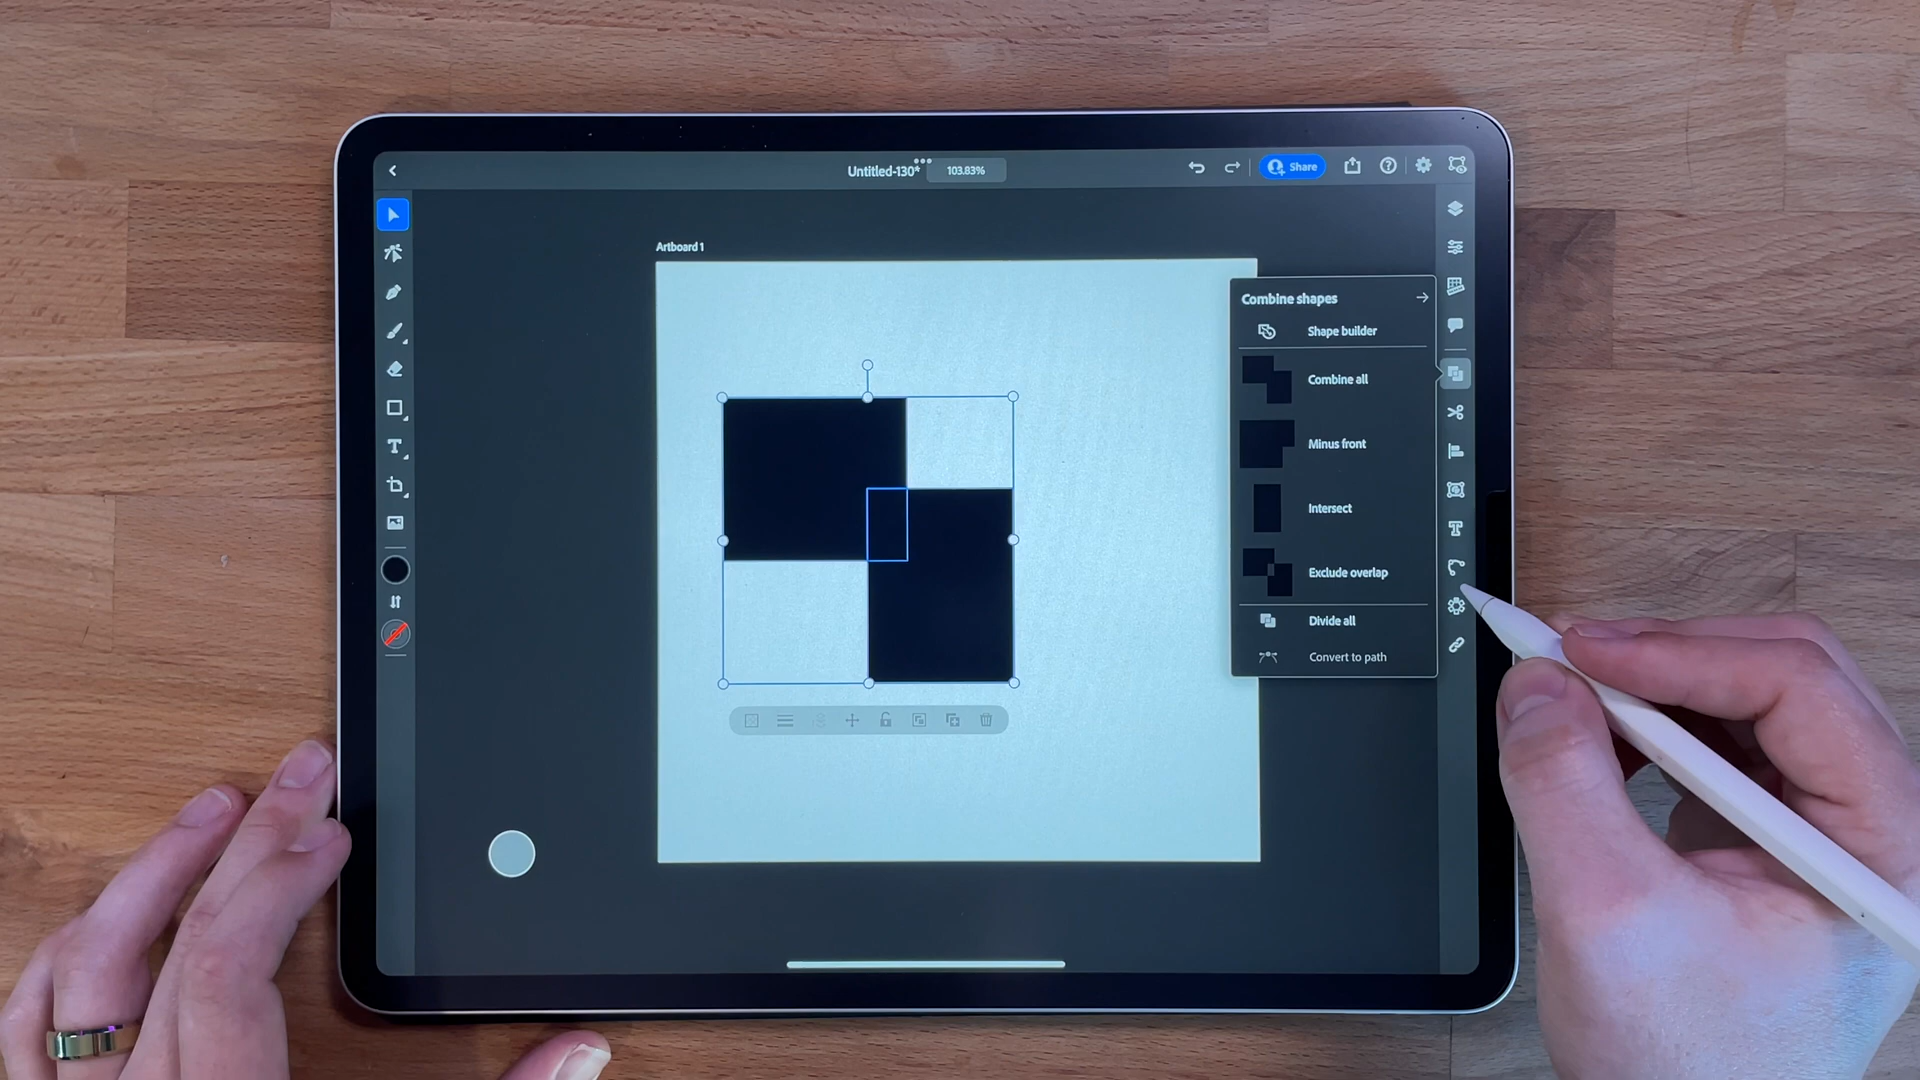 Untitled-130*
103.83%
Share
Artboard 1
Combine shapes
Shape builder
Combine all
Minus front
Intersect
Exclude overlap
Divide all
Convert to path